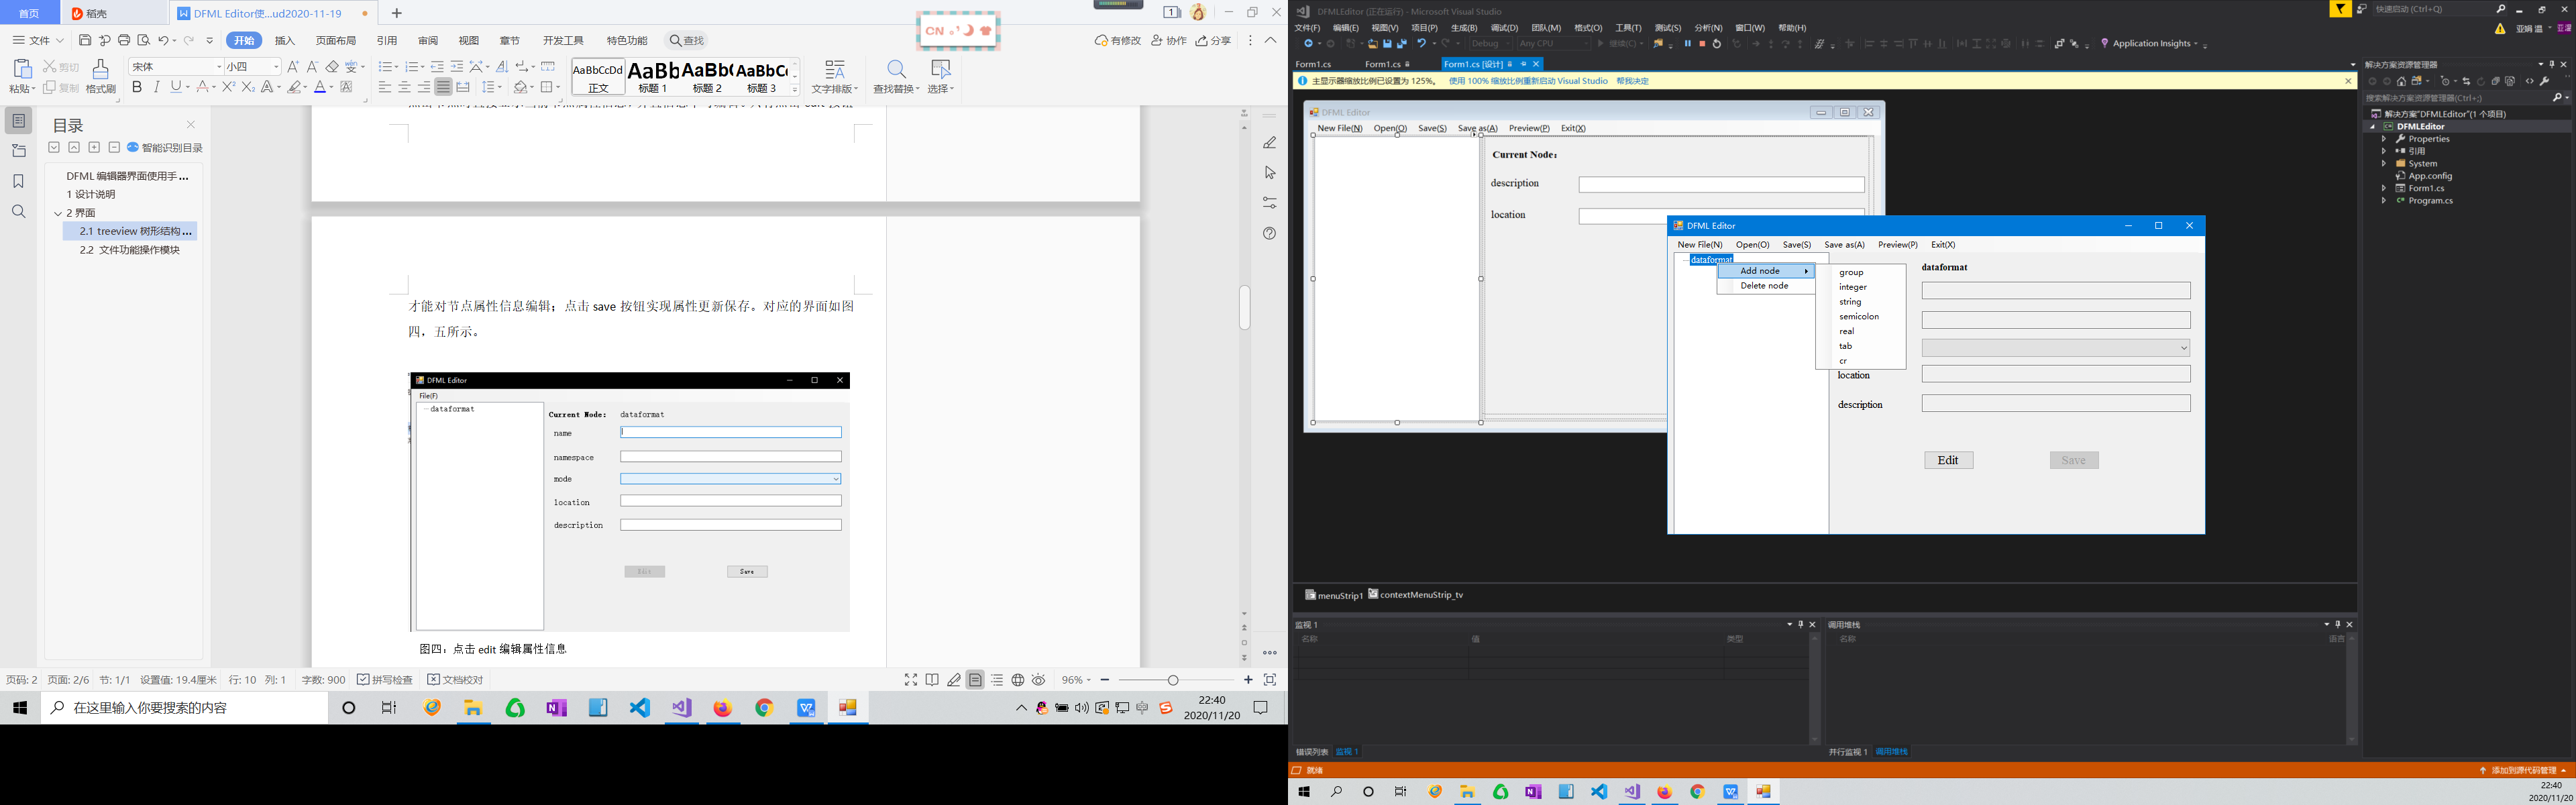 首页
稻壳
DFML Editor使...ud2020-11-19
文件
开始
插入
页面布局
引用
审阅
视图
章节
开发工具
特色功能
查找
有修改
协作
分享
CN
粘贴
剪切
复制
格式刷
宋体
小四
AaBbCcDd
正文
标题 1
标题 2
标题 3
文字排版
查找替换
选择
目录
智能识别目录
DFML 编辑器界面使用手 ...
1 设计说明
2 界面
2.1 treeview 树形结构 ...
2.2 文件功能操作模块
才能对节点属性信息编辑；点击 save 按钮实现属性更新保存。对应的界面如图
四，五所示。
DFML Editor
File(F)
dataformat
Current Node: dataformat
name
namespace
mode
location
description
Edit
Save
图四：点击 edit 编辑属性信息
页码: 2 页面: 2/6 节: 1/1 设置值: 19.4厘米 行: 10 列: 1 字数: 900 拼写检查 文档校对
96%
在这里输入你要搜索的内容
22:40
2020/11/20
DFMLEditor (正在运行) - Microsoft Visual Studio
快速启动 (Ctrl+Q)
文件(F) 编辑(E) 视图(V) 项目(P) 生成(B) 调试(D) 团队(M) 格式(O) 工具(T) 测试(S) 分析(N) 窗口(W) 帮助(H)
Debug
Any CPU
继续(C)
Application Insights
Form1.cs
Form1.cs
Form1.cs [设计]
主显示器缩放比例已设置为 125%。 使用 100% 缩放比例重新启动 Visual Studio 帮我决定
DFML Editor
New File(N) Open(O) Save(S) Save as(A) Preview(P) Exit(X)
Current Node：
description
location
DFML Editor
New File(N) Open(O) Save(S) Save as(A) Preview(P) Exit(X)
dataformat
Add node
Delete node
group
integer
string
semicolon
real
tab
cr
dataformat
location
description
Edit
Save
menuStrip1
contextMenuStrip_tv
监视 1
名称
值
类型
调用堆栈
名称
语言
错误列表
监视 1
并行监视 1
调用堆栈
就绪
添加到源代码管理
解决方案资源管理器
搜索解决方案资源管理器(Ctrl+;)
解决方案"DFMLEditor"(1 个项目)
DFMLEditor
Properties
引用
System
App.config
Form1.cs
Program.cs
22:40
2020/11/20